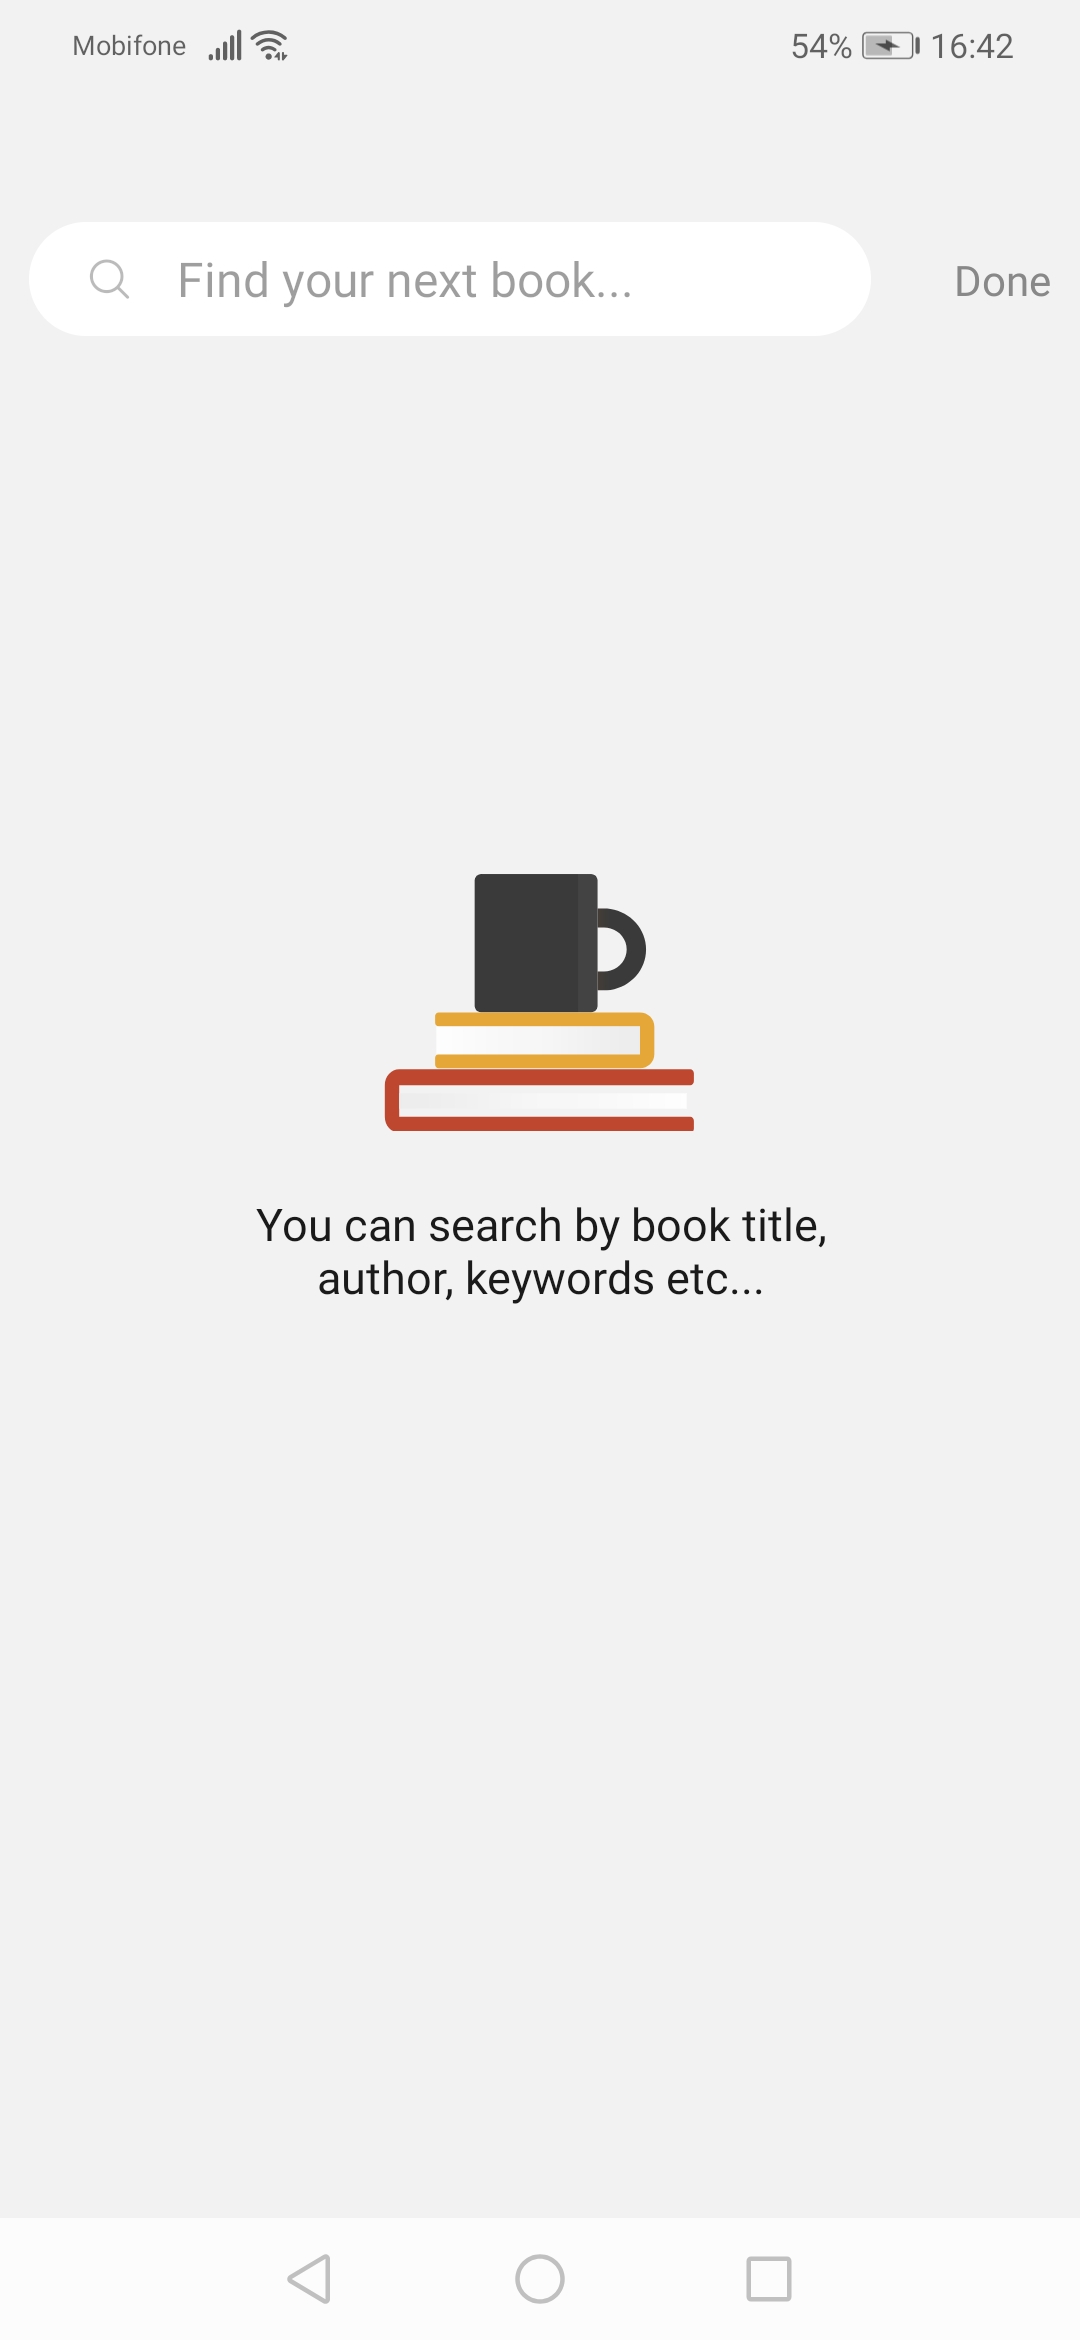 Mobifone 54% 16:42
Find your next book... Done
You can search by book title,
author, keywords etc...